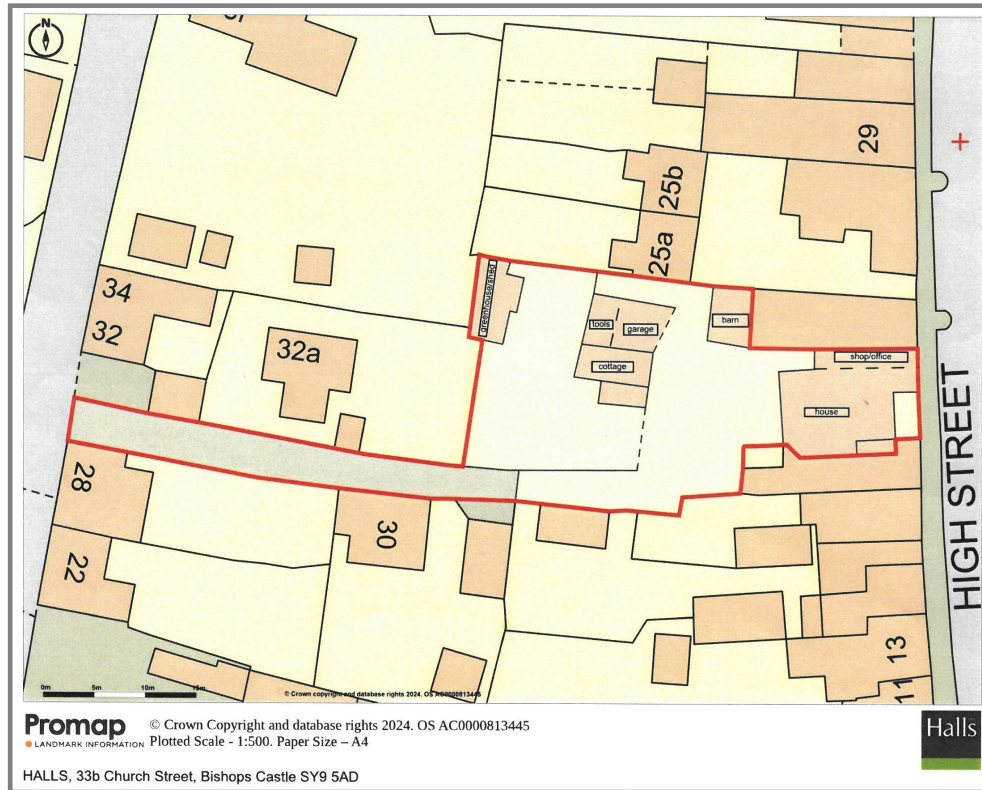 N
29
25b
25a
34
32
32a
greenhouse/shed
tools
garage
cottage
barn
shop/office
house
HIGH STREET
28
22
30
13
11
0m 5m 10m 15m
© Crown copyright and database rights 2024. OS AC0000813445
Promap
LANDMARK INFORMATION
© Crown Copyright and database rights 2024. OS AC0000813445
Plotted Scale - 1:500. Paper Size – A4
Halls
HALLS, 33b Church Street, Bishops Castle SY9 5AD